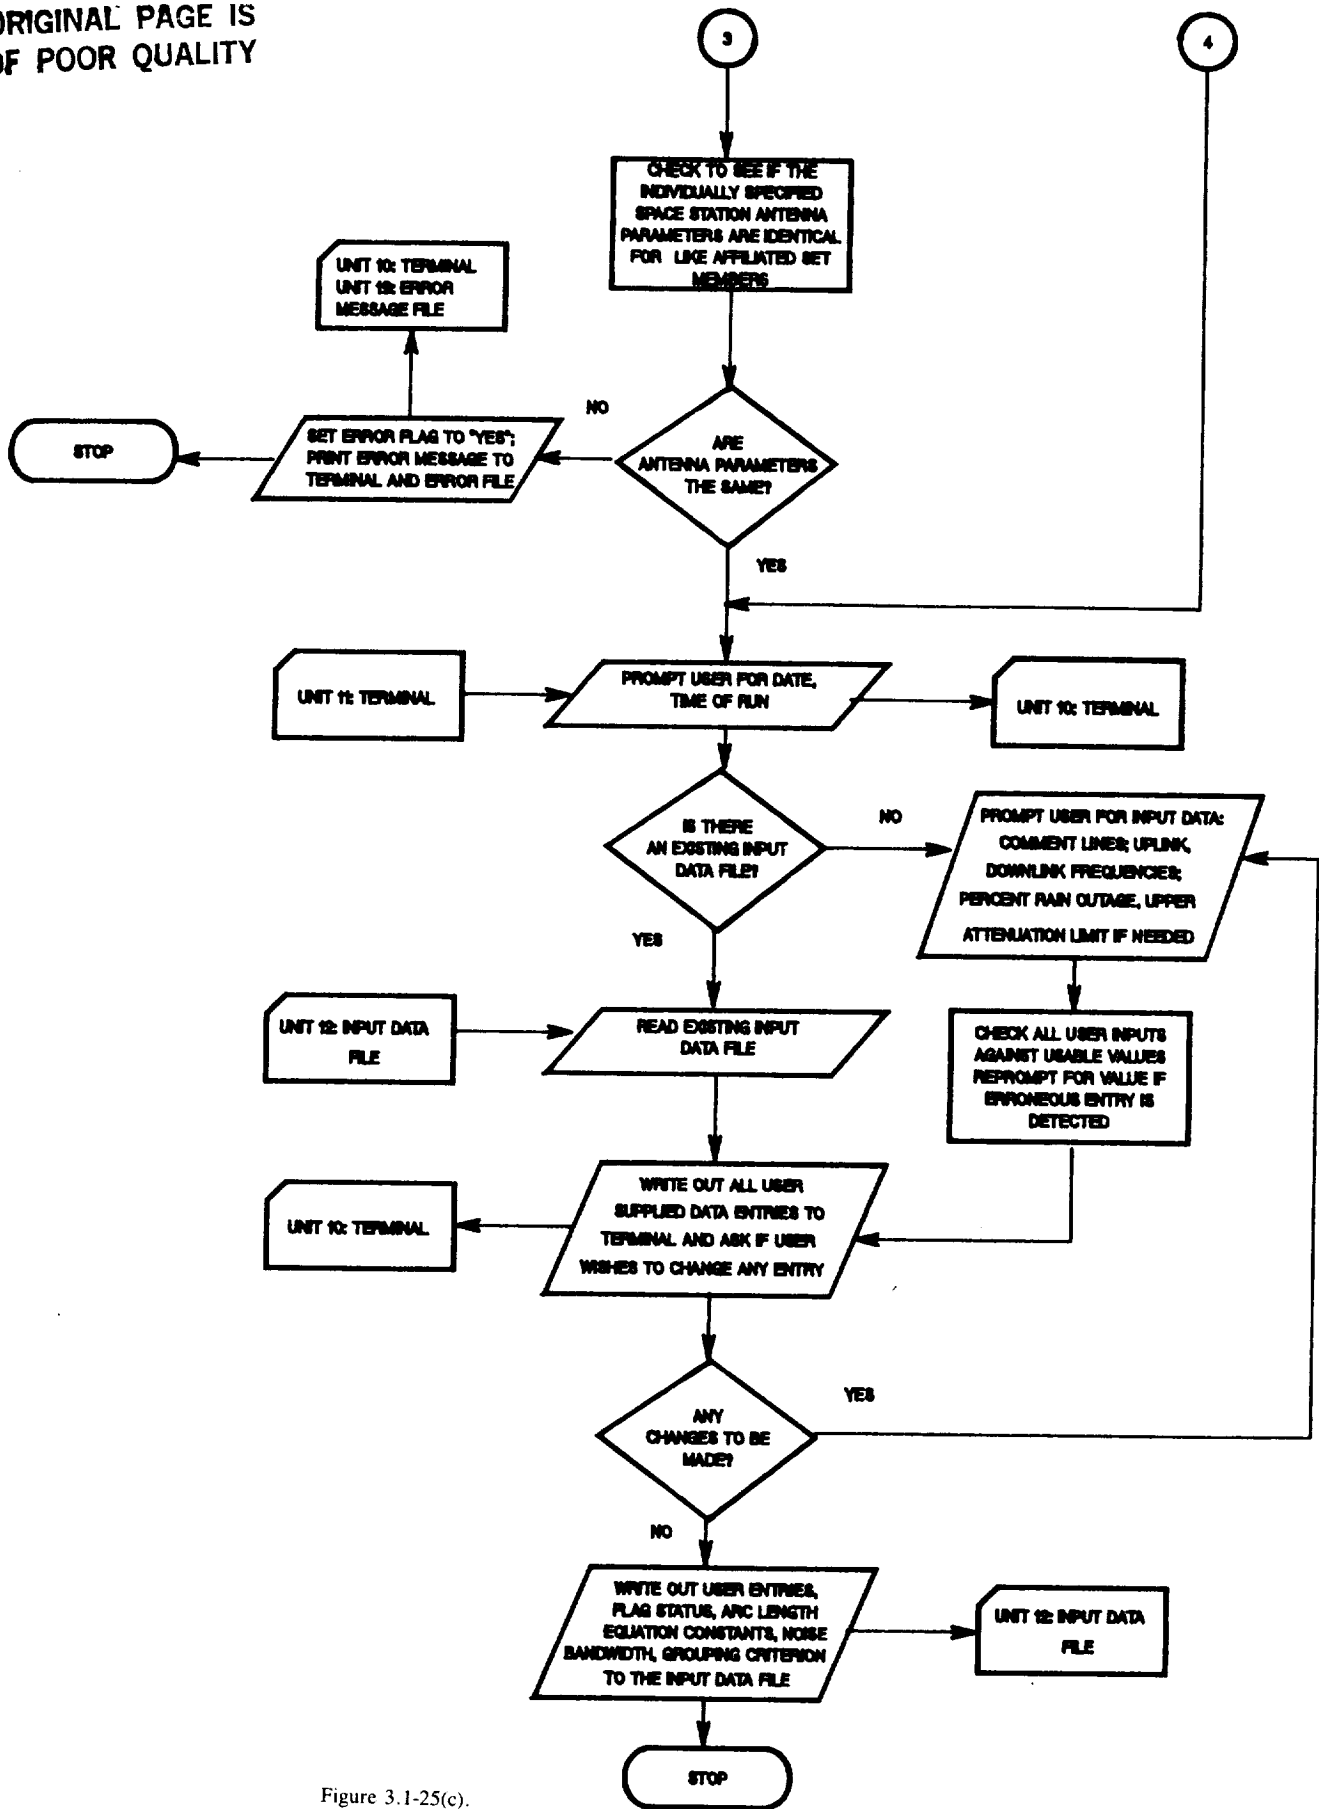 ORIGINAL PAGE IS
OF POOR QUALITY
3
4
CHECK TO SEE IF THE
INDIVIDUALLY SPECIFIED
SPACE STATION ANTENNA
PARAMETERS ARE IDENTICAL
FOR LIKE AFFILIATED SET
MEMBERS
UNIT 10: TERMINAL
UNIT 19: ERROR
MESSAGE FILE
NO
SET ERROR FLAG TO "YES";
PRINT ERROR MESSAGE TO
TERMINAL AND ERROR FILE
STOP
ARE
ANTENNA PARAMETERS
THE SAME?
YES
UNIT 11: TERMINAL
PROMPT USER FOR DATE,
TIME OF RUN
UNIT 10: TERMINAL
IS THERE
AN EXISTING INPUT
DATA FILE?
NO
PROMPT USER FOR INPUT DATA:
COMMENT LINES; UPLINK,
DOWNLINK FREQUENCIES;
PERCENT RAIN OUTAGE, UPPER
ATTENUATION LIMIT IF NEEDED
YES
UNIT 12: INPUT DATA
FILE
READ EXISTING INPUT
DATA FILE
CHECK ALL USER INPUTS
AGAINST USABLE VALUES
REPROMPT FOR VALUE IF
ERRONEOUS ENTRY IS
DETECTED
UNIT 10: TERMINAL
WRITE OUT ALL USER
SUPPLIED DATA ENTRIES TO
TERMINAL AND ASK IF USER
WISHES TO CHANGE ANY ENTRY
YES
ANY
CHANGES TO BE
MADE?
NO
WRITE OUT USER ENTRIES,
FLAG STATUS, ARC LENGTH
EQUATION CONSTANTS, NOISE
BANDWIDTH, GROUPING CRITERION
TO THE INPUT DATA FILE
UNIT 12: INPUT DATA
FILE
STOP
Figure 3.1-25(c).